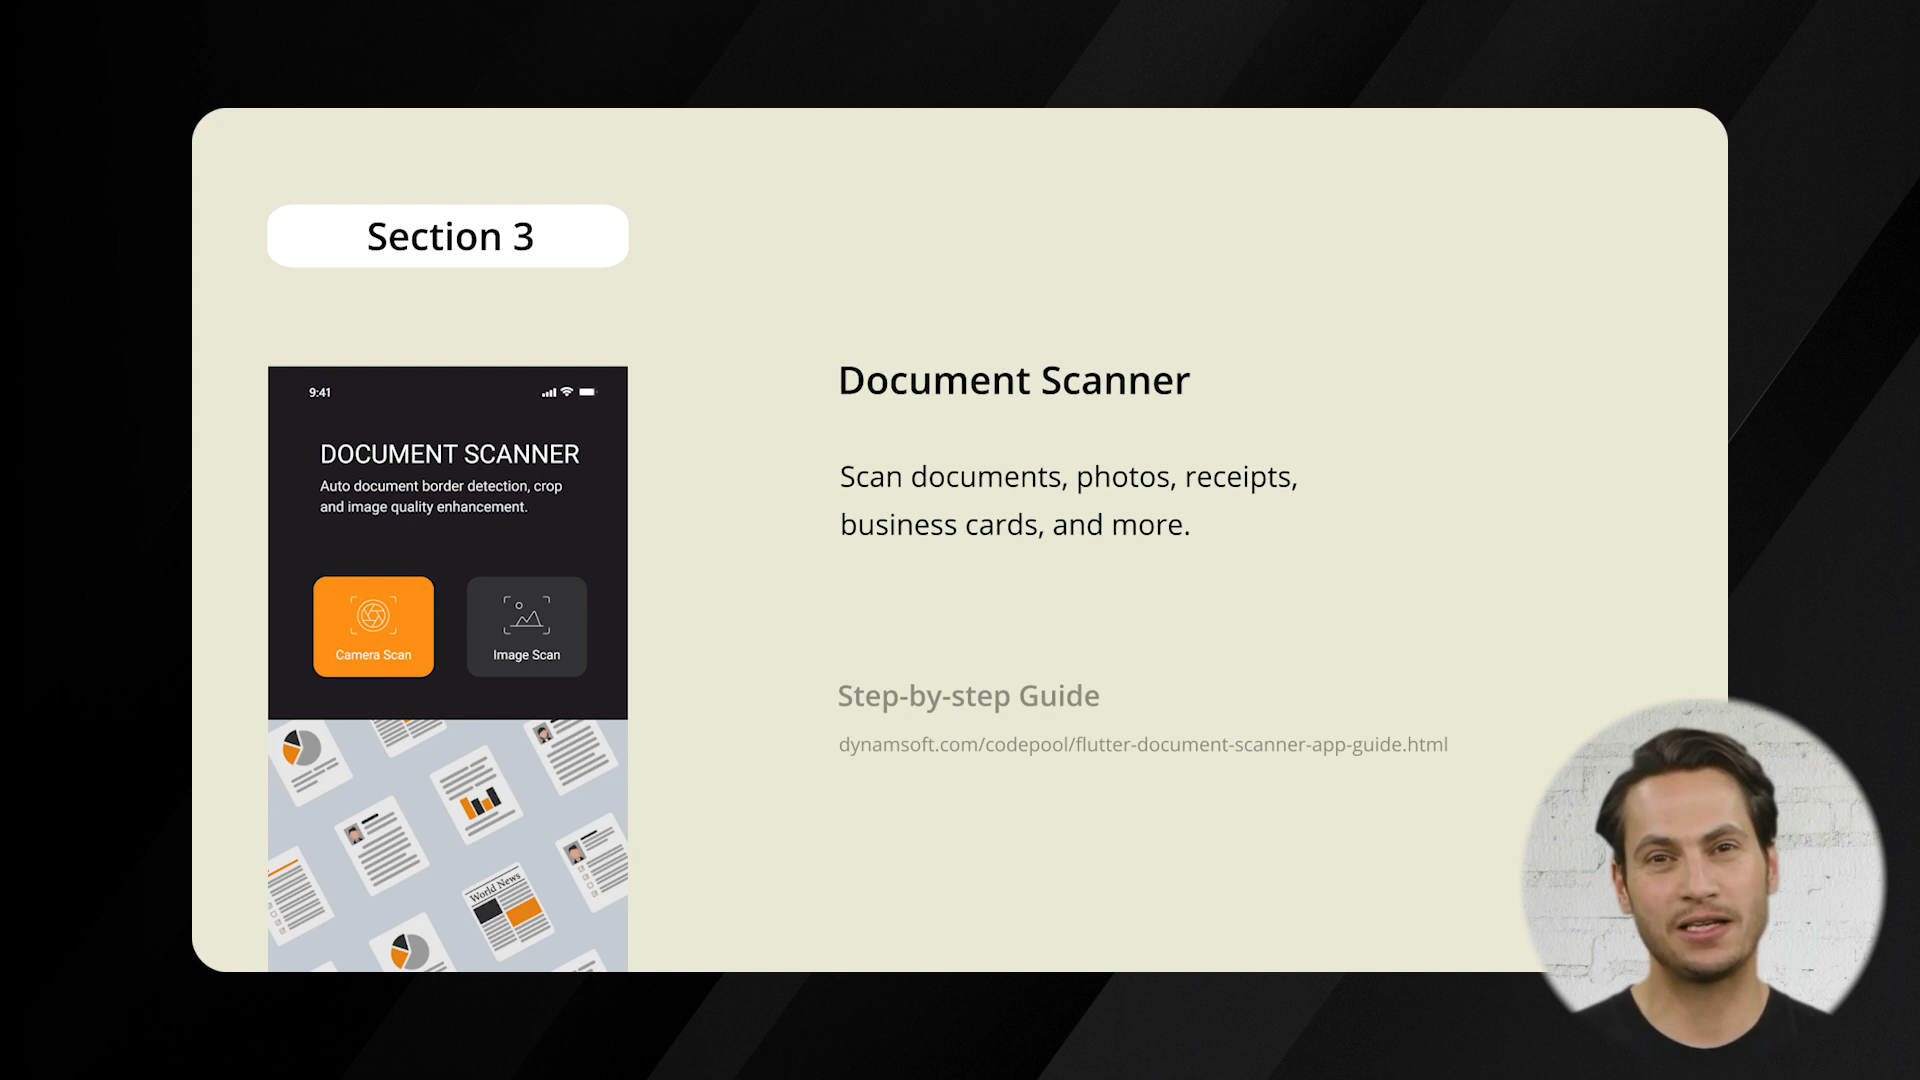 Section 3
9:41
DOCUMENT SCANNER
Auto document border detection, crop
and image quality enhancement.
Camera Scan
Image Scan
World News
Document Scanner
Scan documents, photos, receipts,
business cards, and more.
Step-by-step Guide
dynamsoft.com/codepool/flutter-document-scanner-app-guide.html